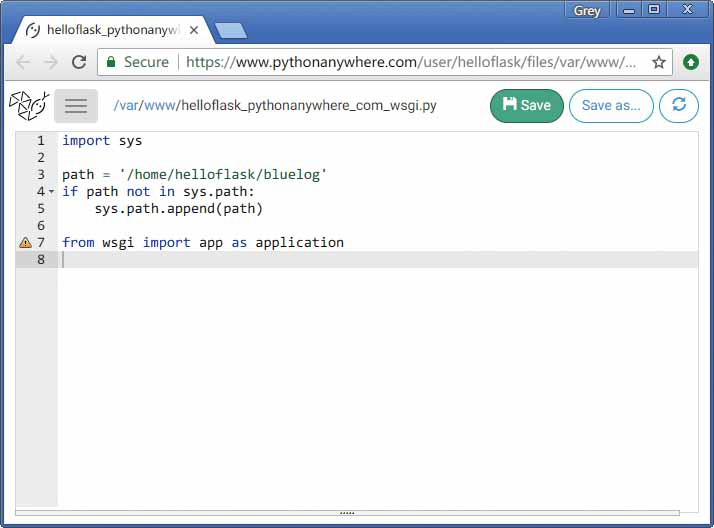 Grey
helloflask_pythonanyw
Secure https://www.pythonanywhere.com/user/helloflask/files/var/www/...
/var/www/helloflask_pythonanywhere_com_wsgi.py Save Save as...
1 import sys
2
3 path = '/home/helloflask/bluelog'
4 if path not in sys.path:
5 sys.path.append(path)
6
7 from wsgi import app as application
8